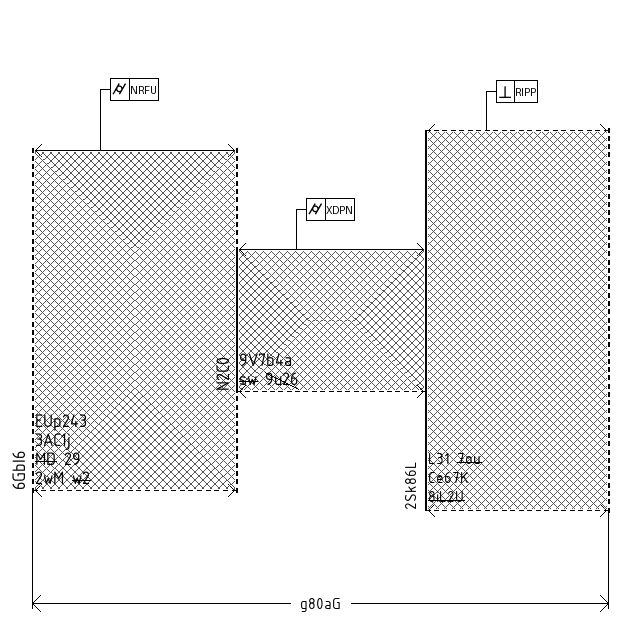 NRFU
RIPP
XDPN
N2C0
9V7b4a
sw 9u26
6GbI6
EUp243
3AC1j
MD 29
2wM w2
2Sk86L
L31 7ou
Ce67K
8iL2U
g80aG